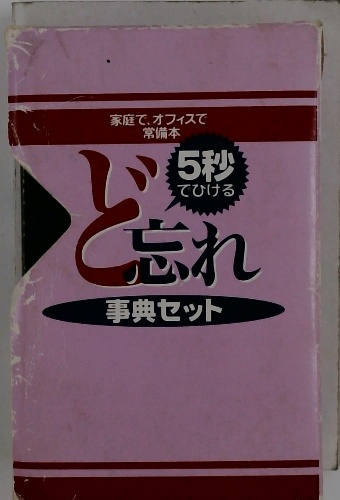 家庭で、オフィスで
常備本
5秒
でひける
ど忘れ
事典セット